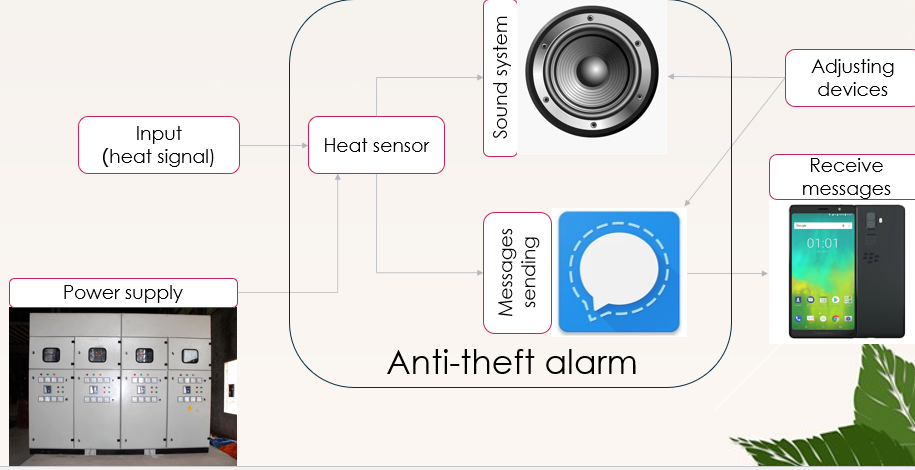 Sound system
Adjusting
devices
Input
(heat signal)
Heat sensor
Receive
messages
01:01
Messages
sending
Power supply
Anti-theft alarm